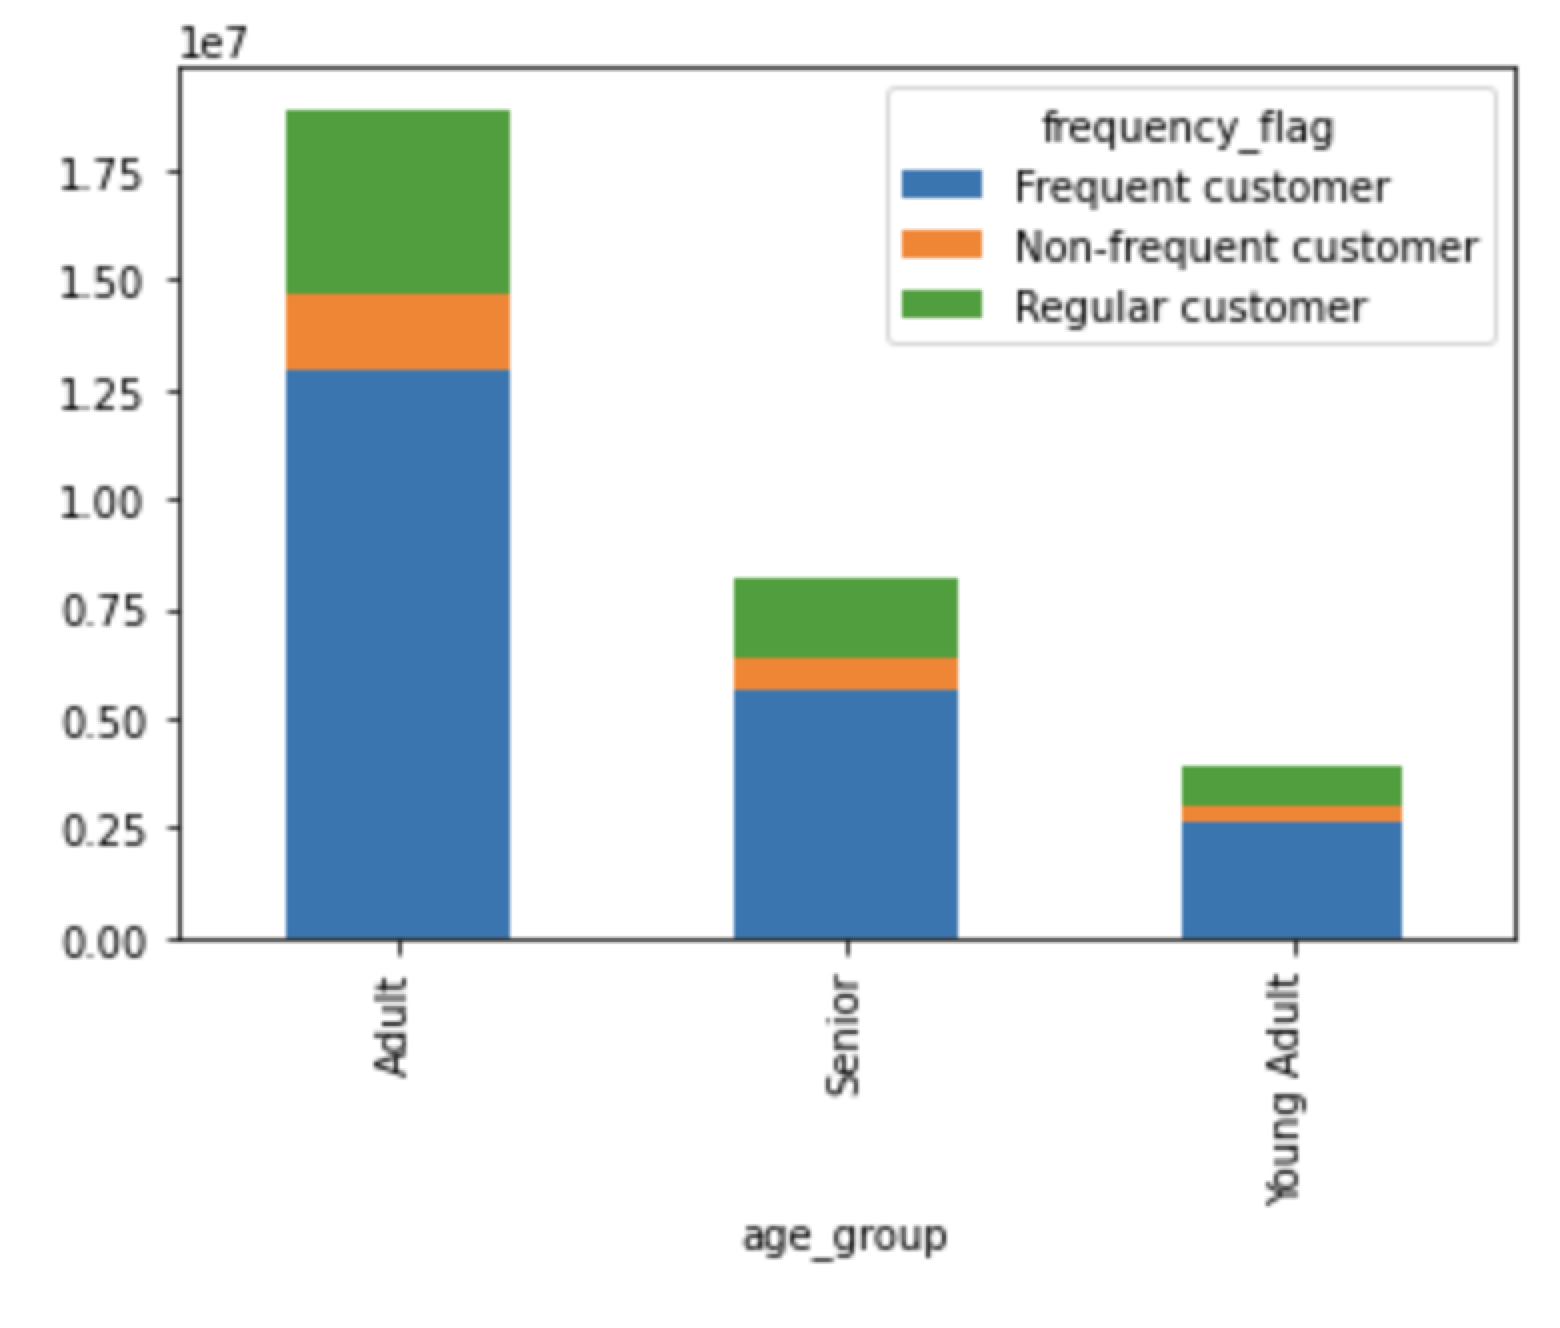 1e7
1.75
1.50
1.25
1.00
0.75
0.50
0.25
0.00
frequency_flag
Frequent customer
Non-frequent customer
Regular customer
Adult
Senior
Young Adult
age_group